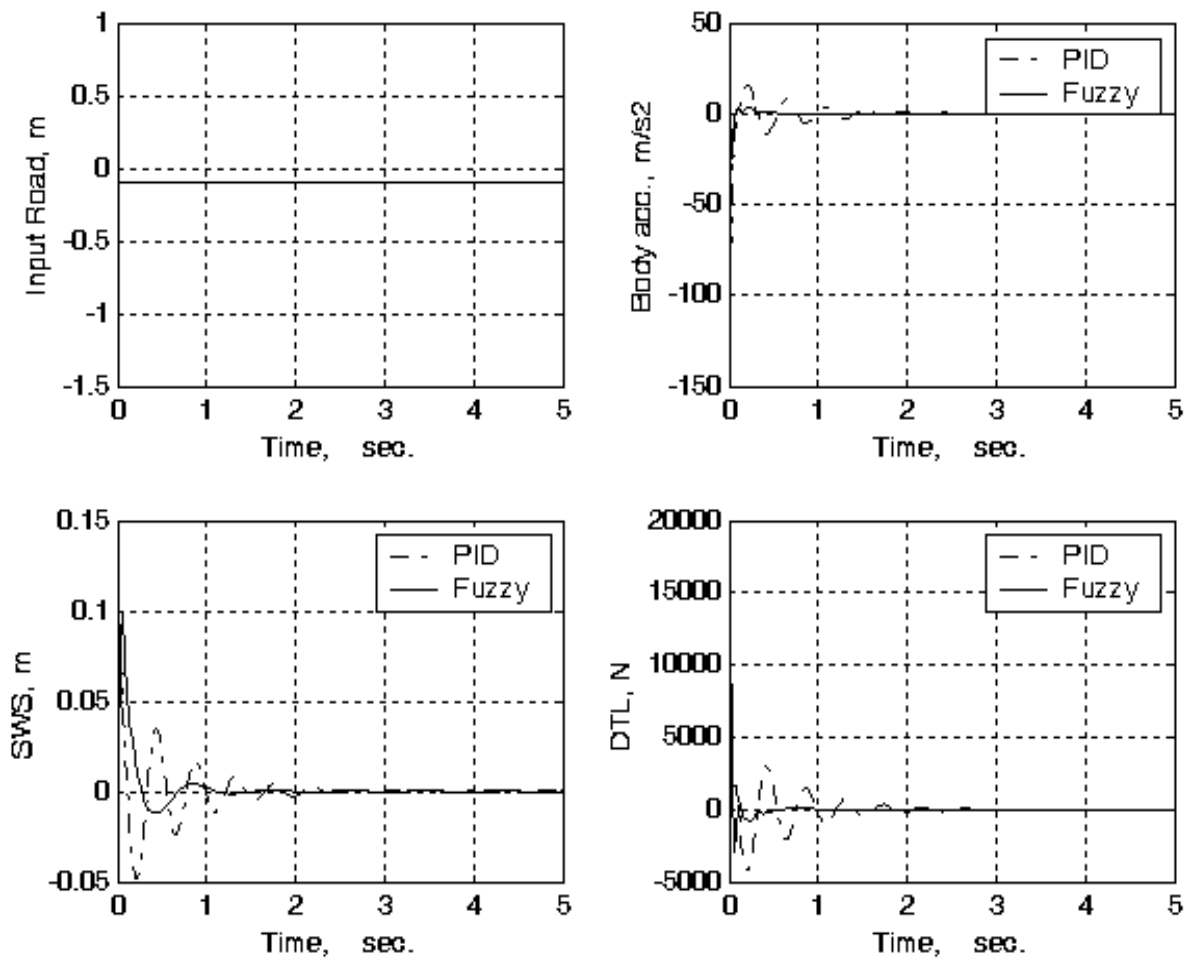 1
0.5
0
-0.5
-1
-1.5
Input Road, m
0 1 2 3 4 5
Time, sec.
50
0
-50
-100
-150
Body acc., m/s2
PID
Fuzzy
0 1 2 3 4 5
Time, sec.
0.15
0.1
0.05
0
-0.05
SWS, m
PID
Fuzzy
0 1 2 3 4 5
Time, sec.
20000
15000
10000
5000
0
-5000
DTL, N
PID
Fuzzy
0 1 2 3 4 5
Time, sec.